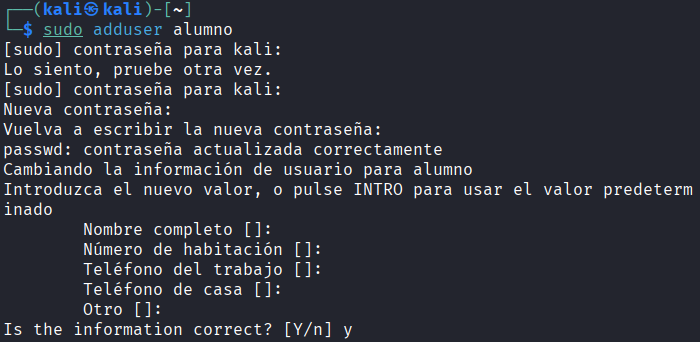 ┌──(kali㉿kali)-[~]
└─$ sudo adduser alumno
[sudo] contraseña para kali:
Lo siento, pruebe otra vez.
[sudo] contraseña para kali:
Nueva contraseña:
Vuelva a escribir la nueva contraseña:
passwd: contraseña actualizada correctamente
Cambiando la información de usuario para alumno
Introduzca el nuevo valor, o pulse INTRO para usar el valor predeterm
inado
        Nombre completo []:
        Número de habitación []:
        Teléfono del trabajo []:
        Teléfono de casa []:
        Otro []:
Is the information correct? [Y/n] y